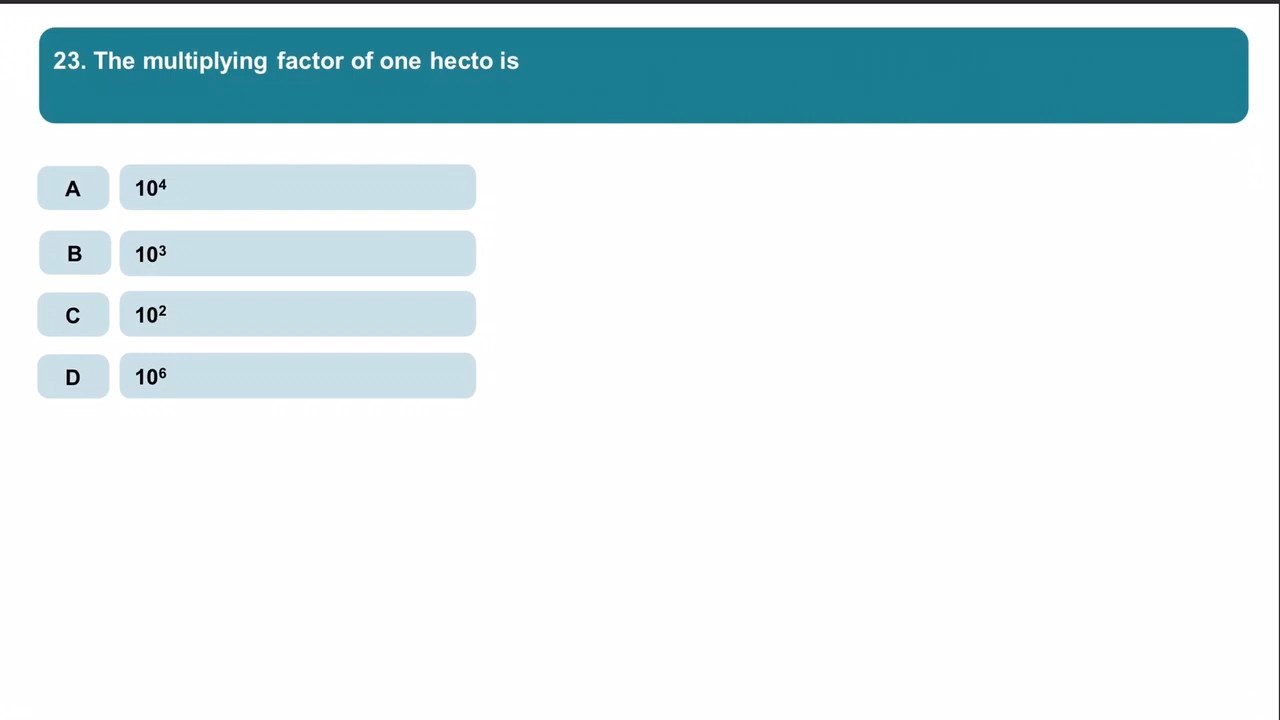 23. The multiplying factor of one hecto is
A 10⁴
B 10³
C 10²
D 10⁶